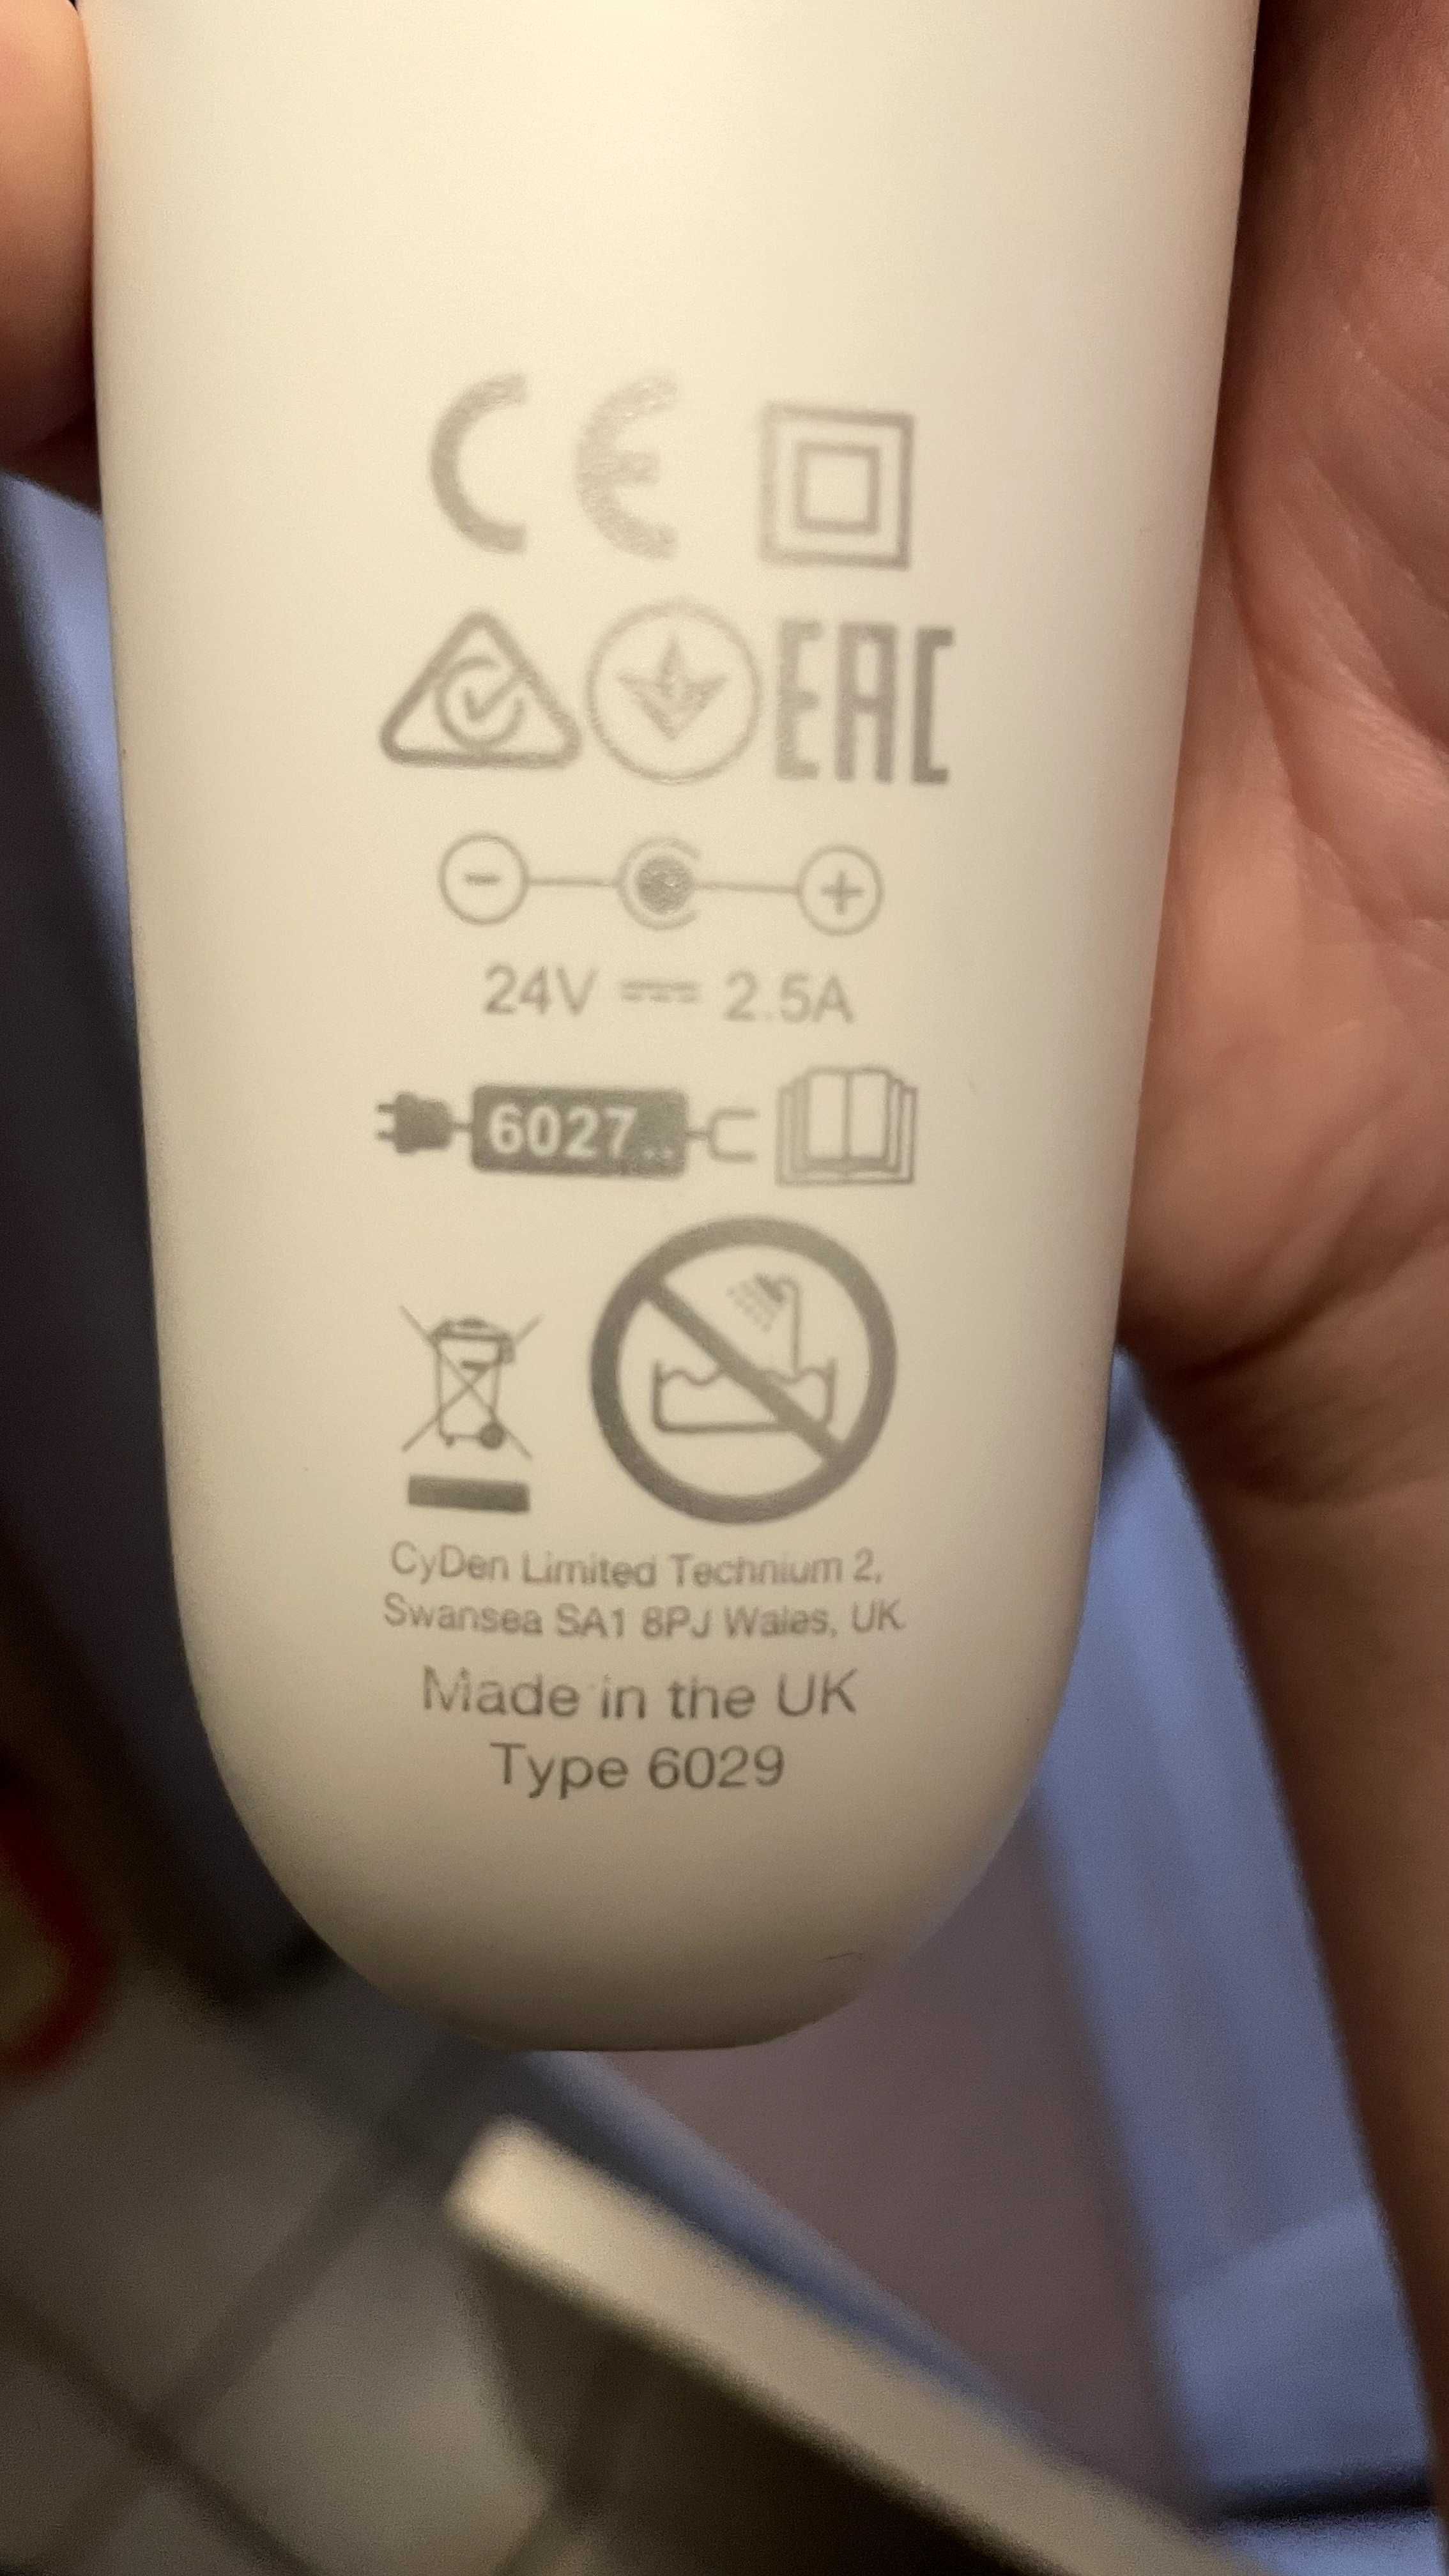 CE
EAC
- +
24V ⎓ 2.5A
6027..
CyDen Limited Technium 2,
Swansea SA1 8PJ Wales, UK.
Made in the UK
Type 6029